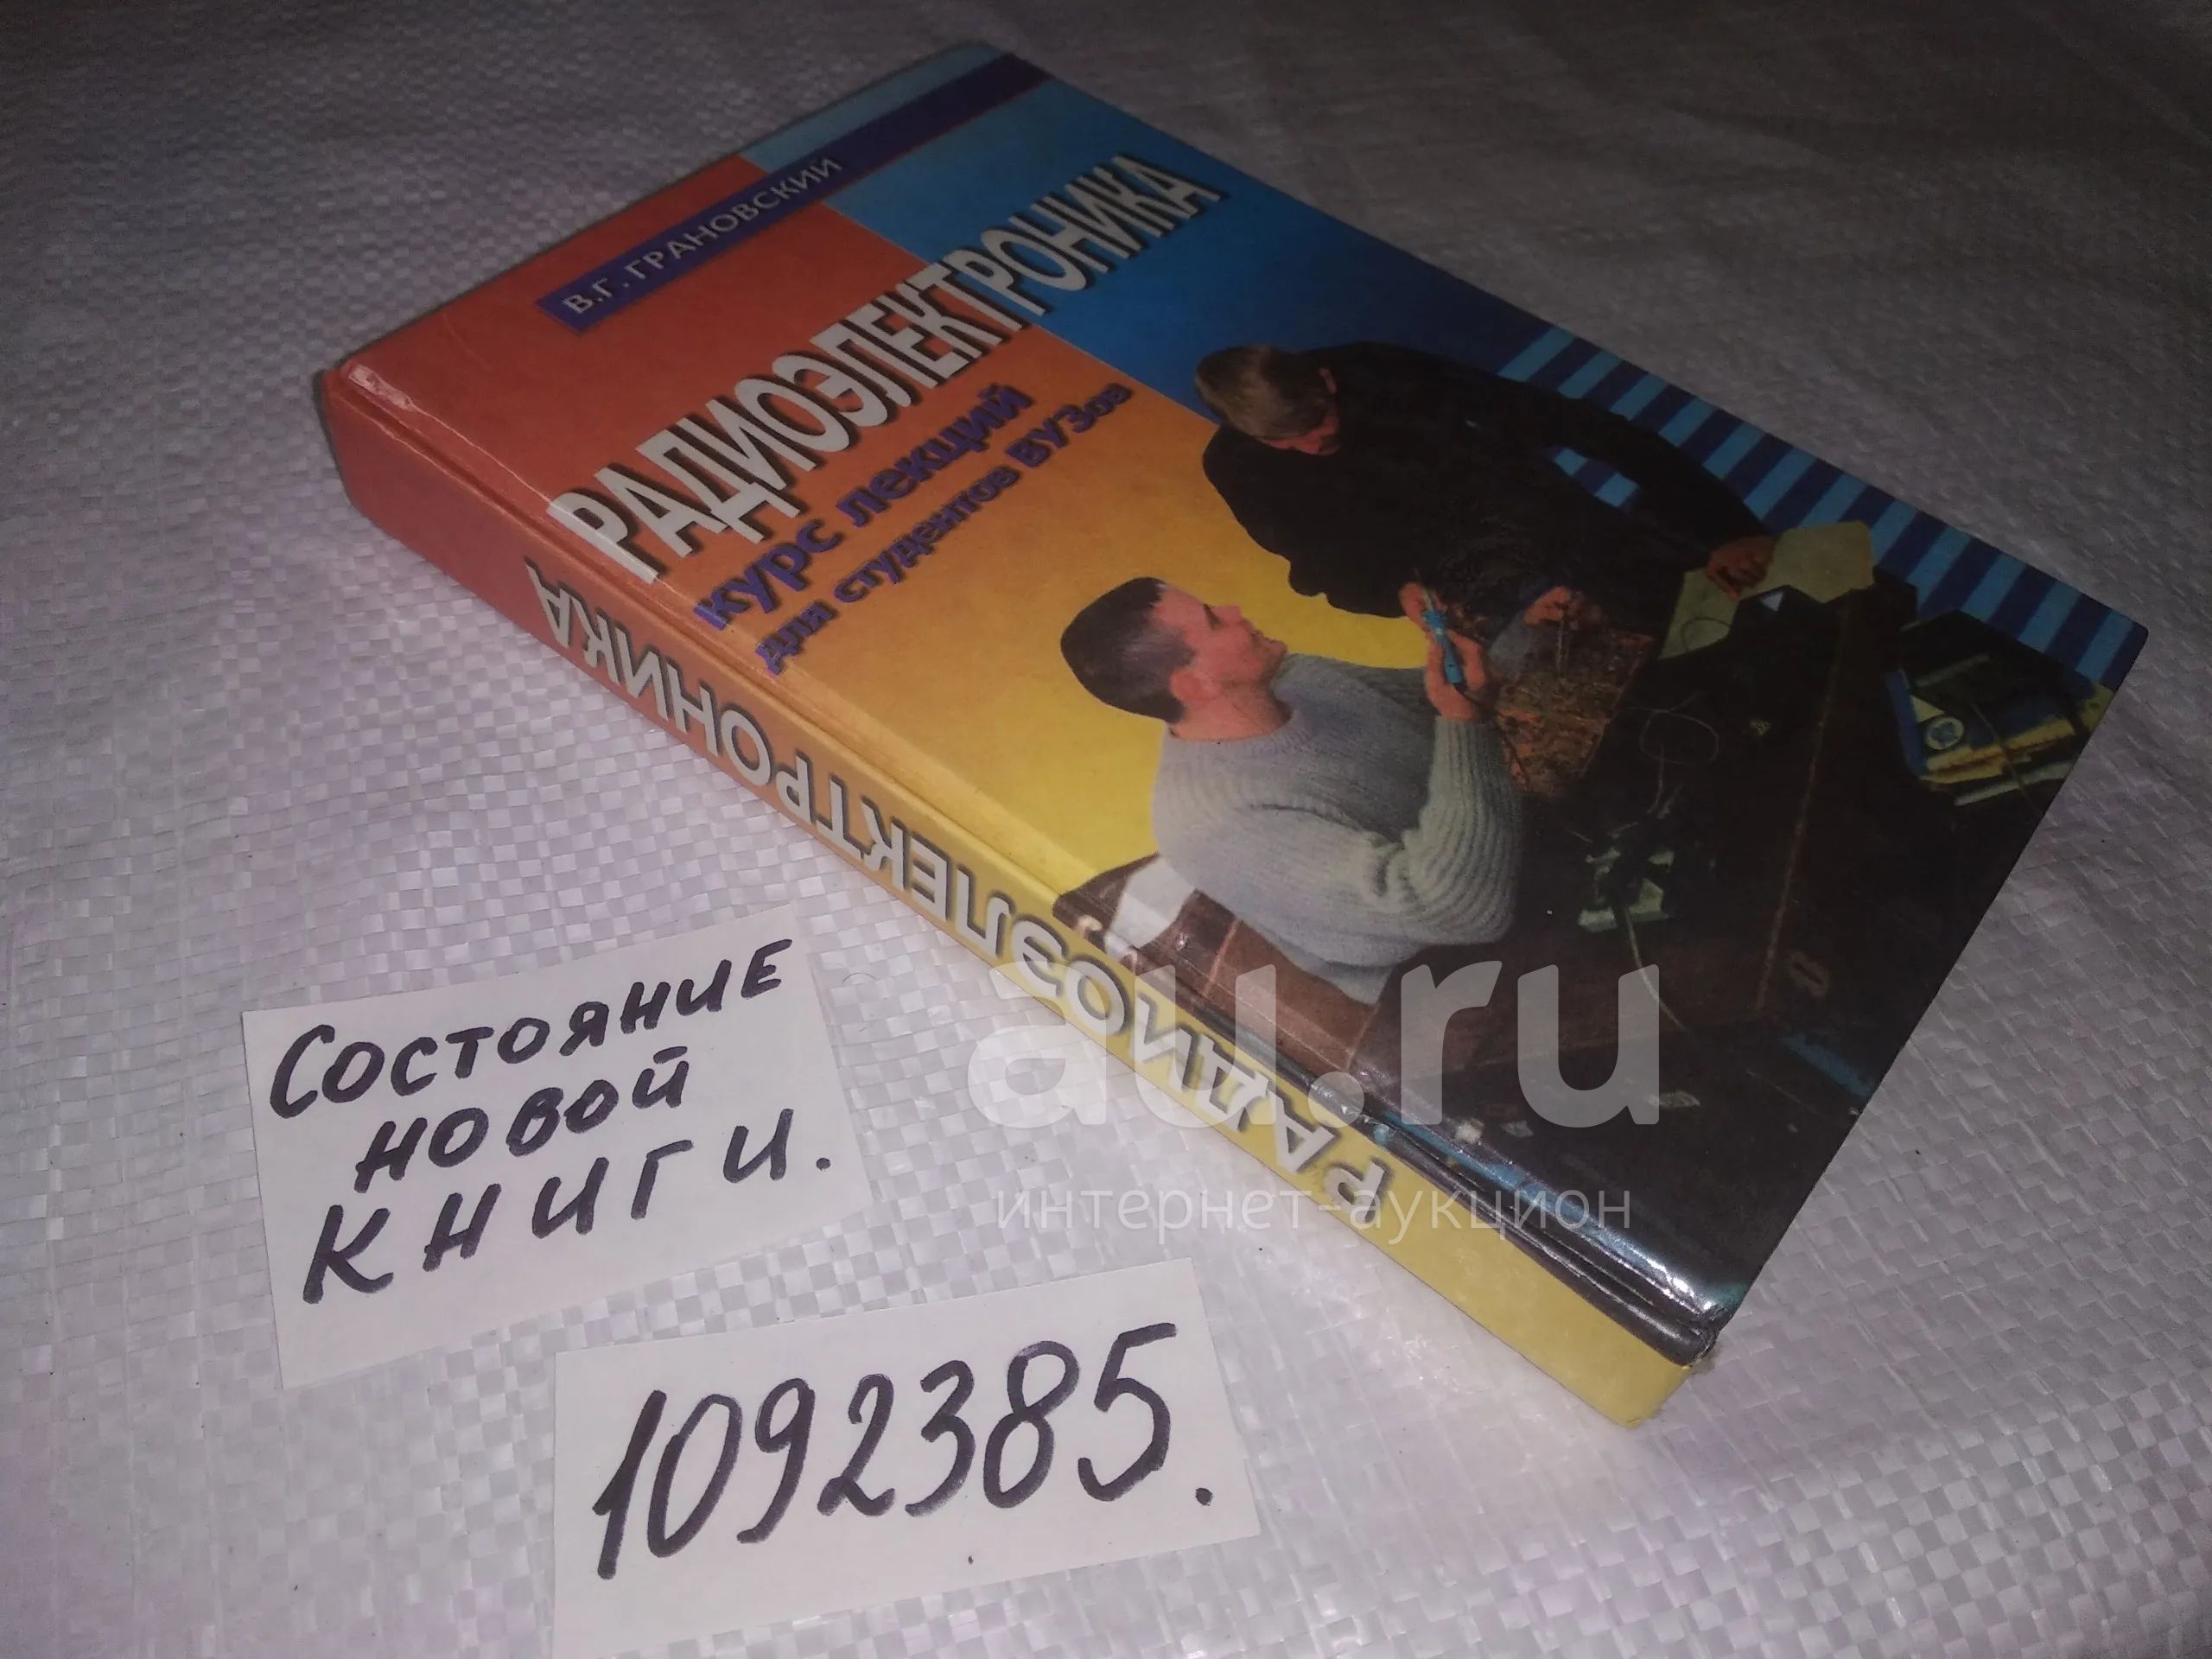 В.Г. ГРАНОВСКИЙ
РАДИОЭЛЕКТРОНИКА
курс лекций
для студентов ВУЗов
РАДИОЭЛЕКТРОНИКА
au.ru
интернет-аукцион
СОСТОЯНИЕ
НОВОЙ
КНИГИ.
1092385.